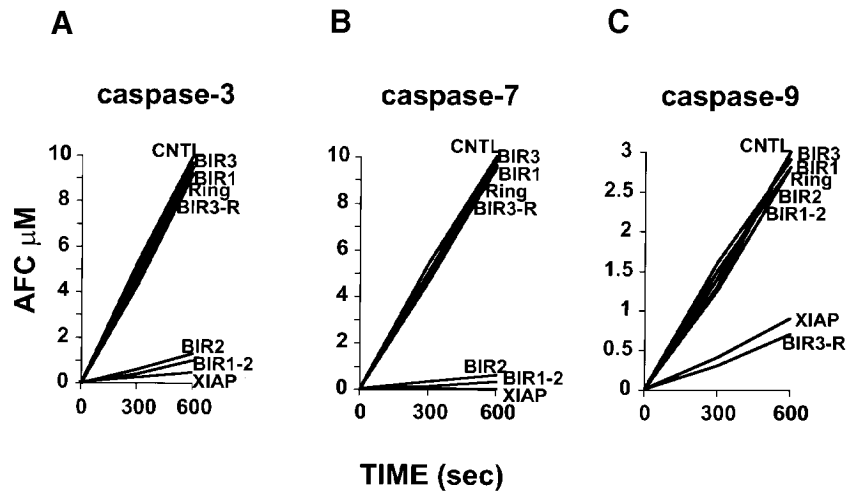 A
B
C
caspase-3
caspase-7
caspase-9
AFC μM
10
8
6
4
2
0
CNTL
BIR3
BIR1
Ring
BIR3-R
BIR2
BIR1-2
XIAP
0
300
600
10
8
6
4
2
0
CNTL
BIR3
BIR1
Ring
BIR3-R
BIR2
BIR1-2
XIAP
0
300
600
3
2.5
2
1.5
1
0.5
0
CNTL
BIR3
BIR1
Ring
BIR2
BIR1-2
XIAP
BIR3-R
0
300
600
TIME (sec)